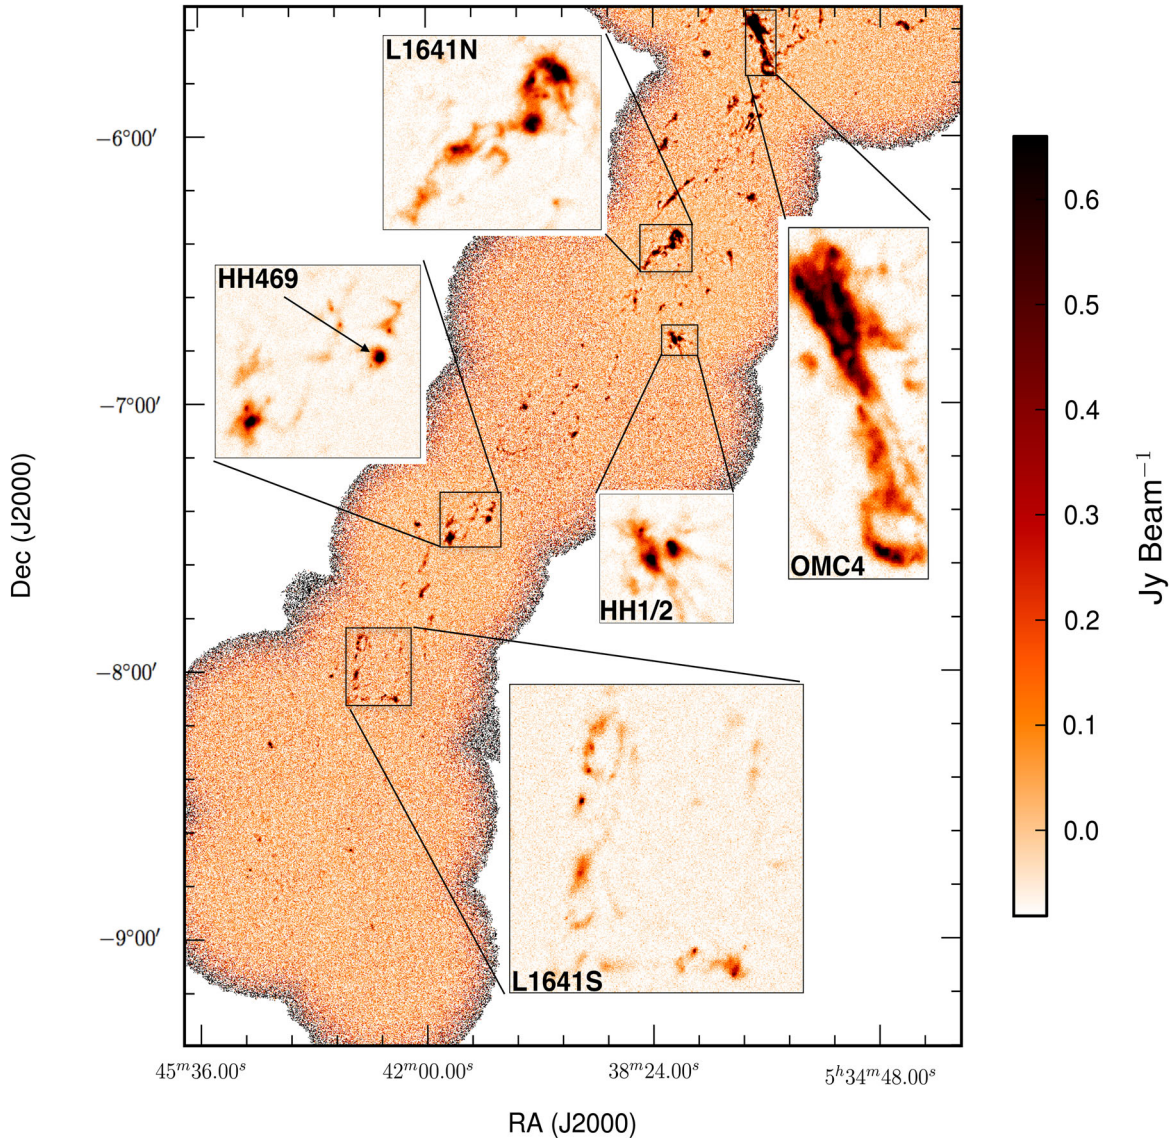 L1641N
HH469
HH1/2
OMC4
L1641S
−6°00′
−7°00′
−8°00′
−9°00′
Dec (J2000)
45ᵐ36.00ˢ
42ᵐ00.00ˢ
38ᵐ24.00ˢ
5ʰ34ᵐ48.00ˢ
RA (J2000)
0.6
0.5
0.4
0.3
0.2
0.1
0.0
Jy Beam⁻¹